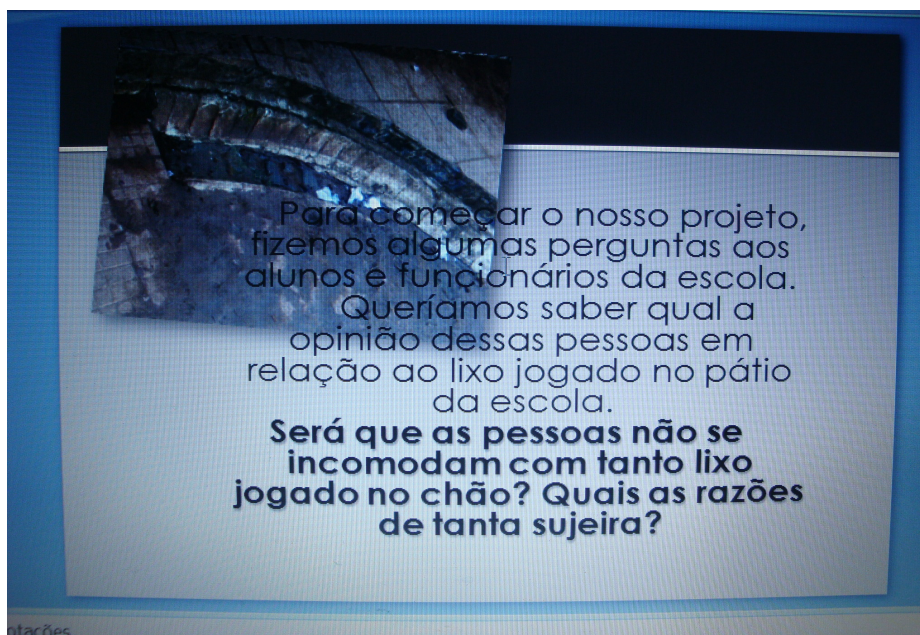 Para começar o nosso projeto,
fizemos algumas perguntas aos
alunos e funcionários da escola.
Queríamos saber qual a
opinião dessas pessoas em
relação ao lixo jogado no pátio
da escola.
Será que as pessoas não se
incomodam com tanto lixo
jogado no chão? Quais as razões
de tanta sujeira?
otações